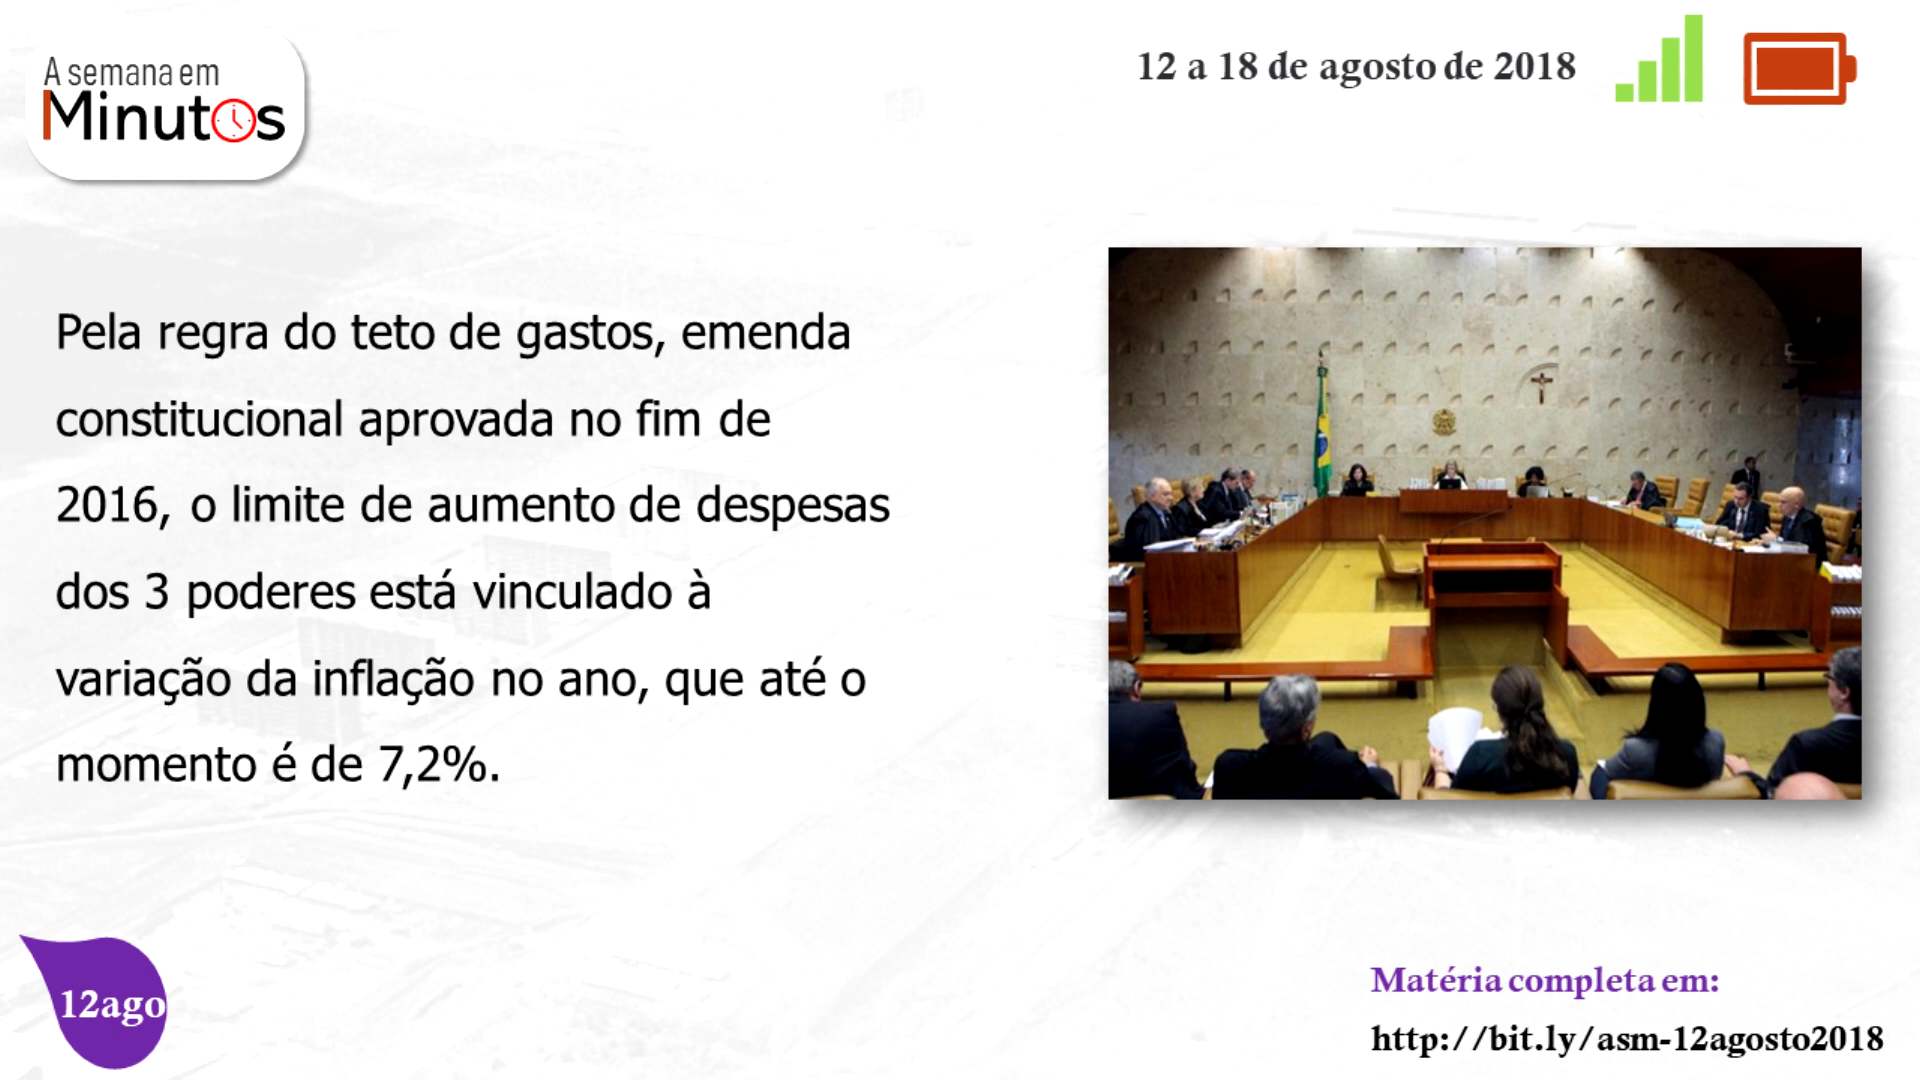 A semana em
Minutos
12 a 18 de agosto de 2018
Pela regra do teto de gastos, emenda
constitucional aprovada no fim de
2016, o limite de aumento de despesas
dos 3 poderes está vinculado à
variação da inflação no ano, que até o
momento é de 7,2%.
12ago
Matéria completa em:
http://bit.ly/asm-12agosto2018